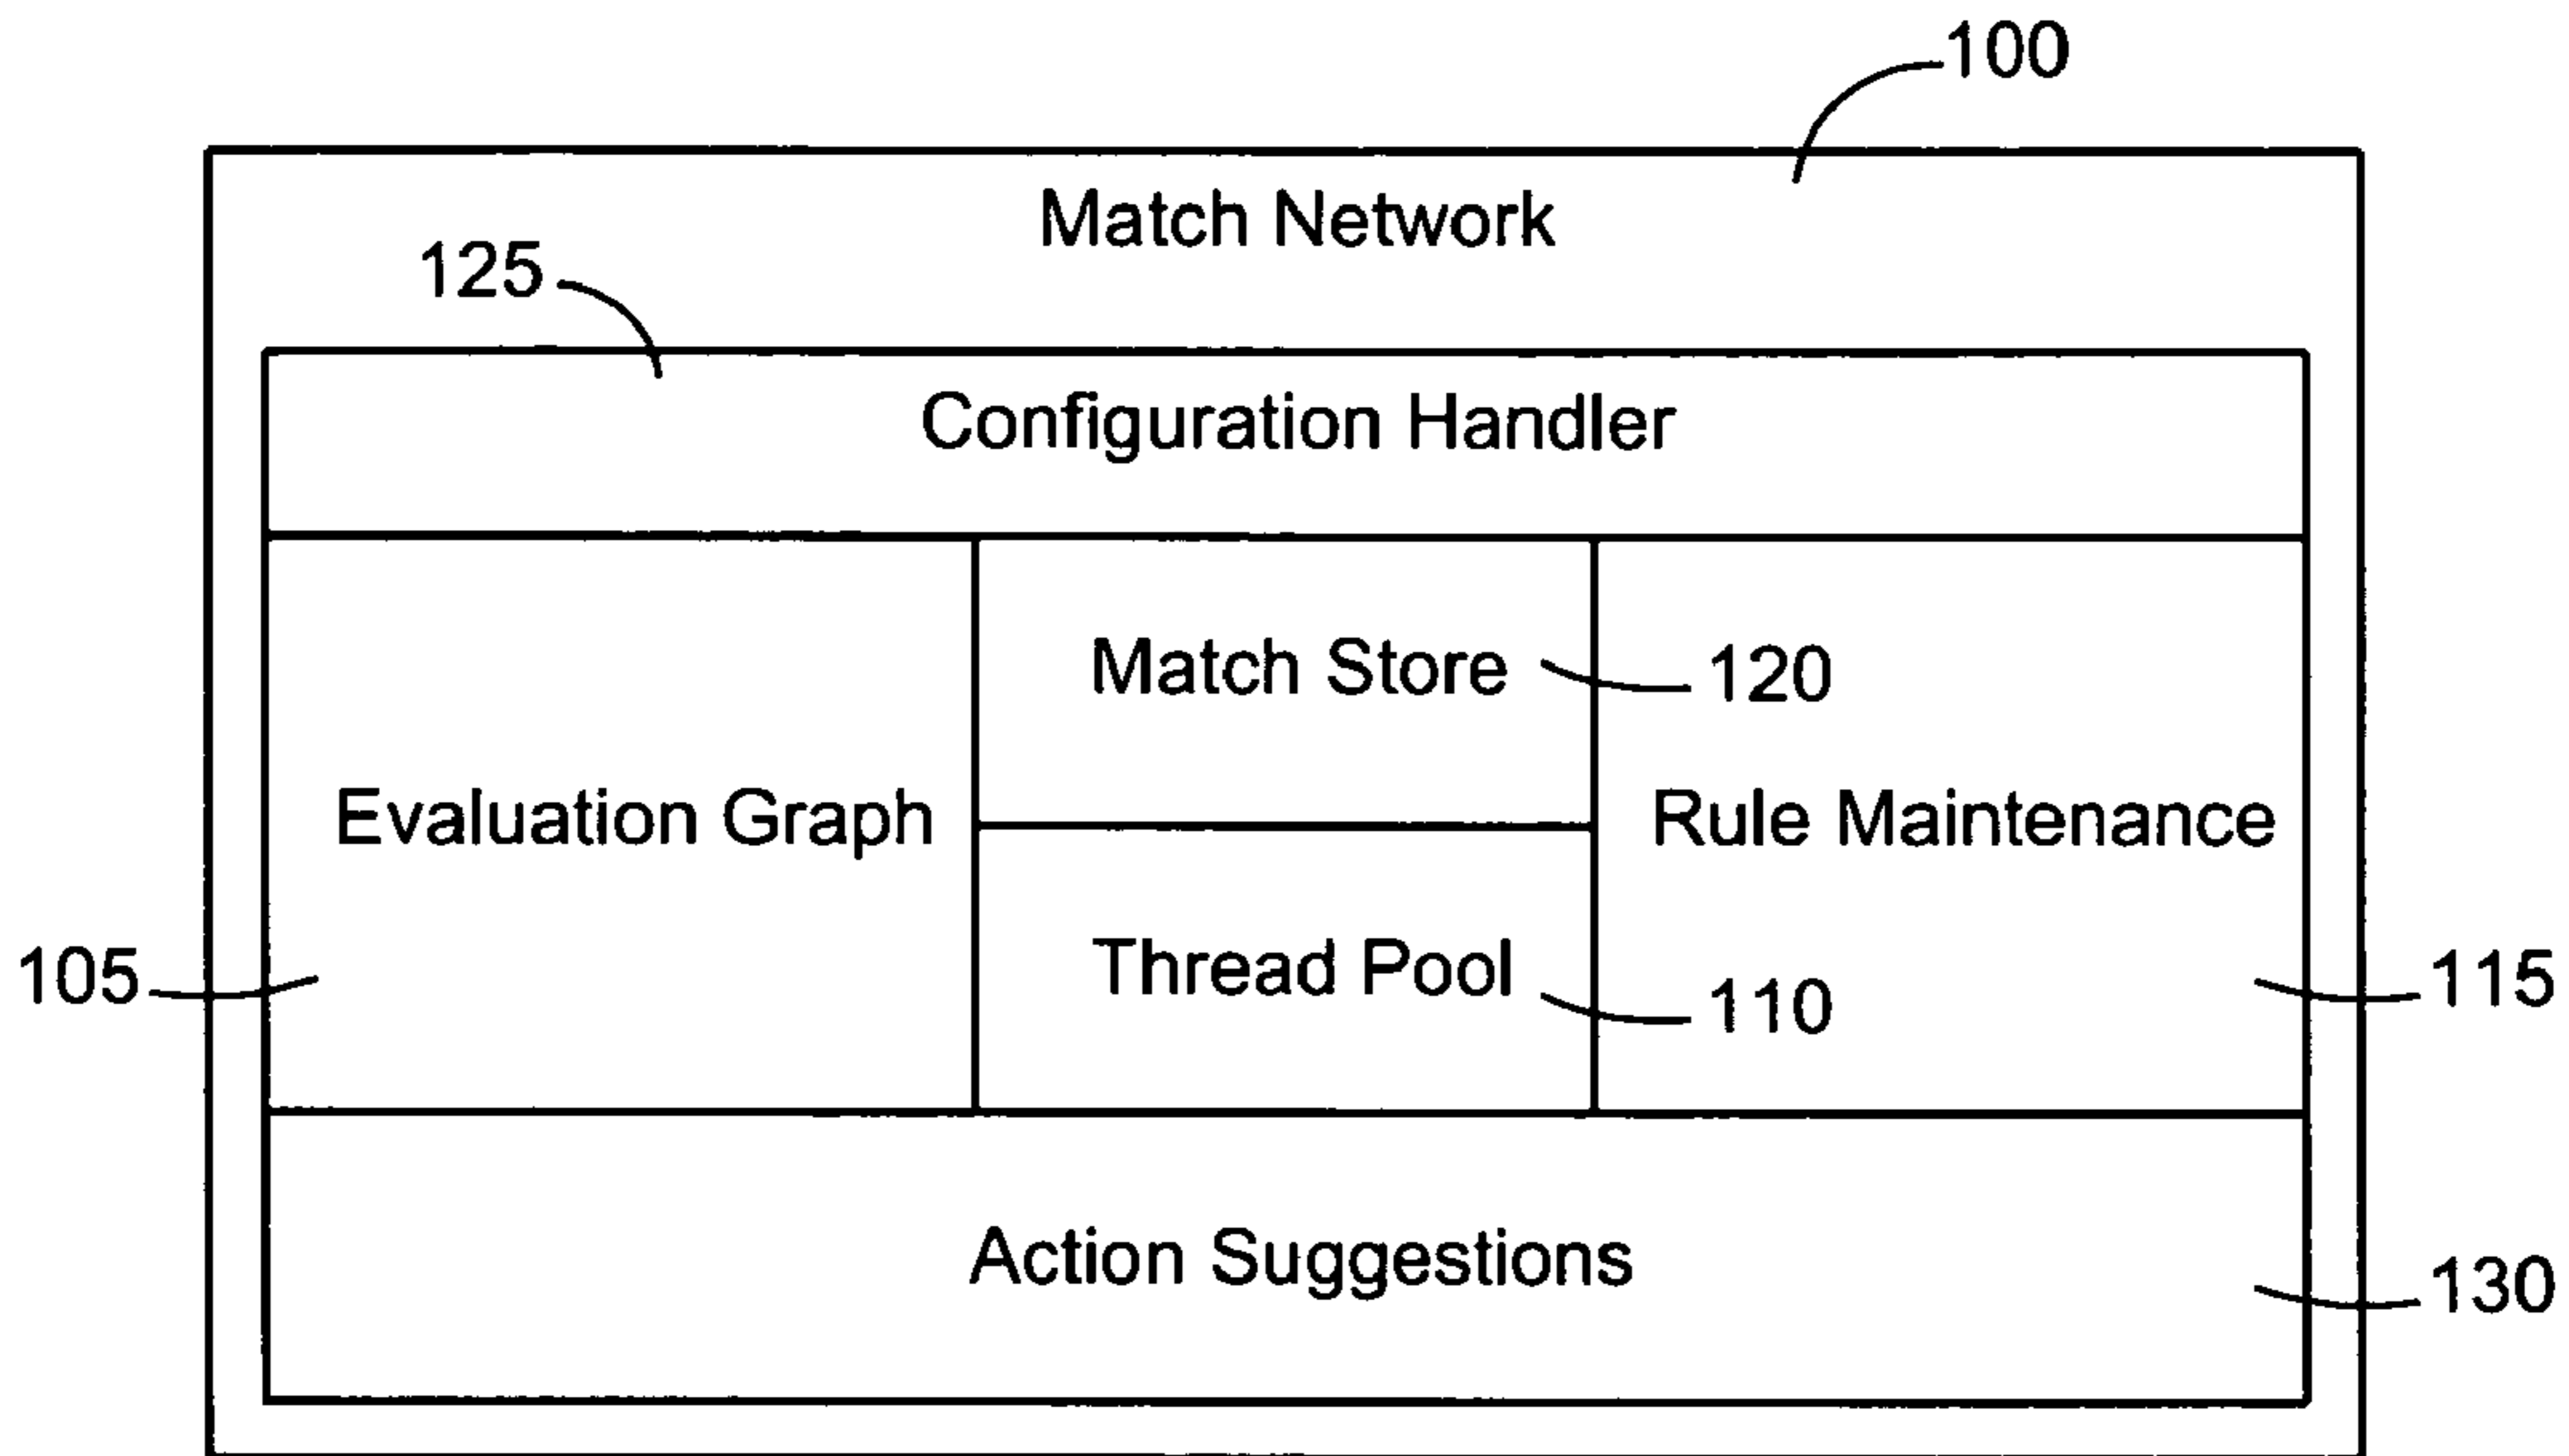 100
Match Network
125
Configuration Handler
Match Store
120
Evaluation Graph
Rule Maintenance
Thread Pool
105
110
115
Action Suggestions
130